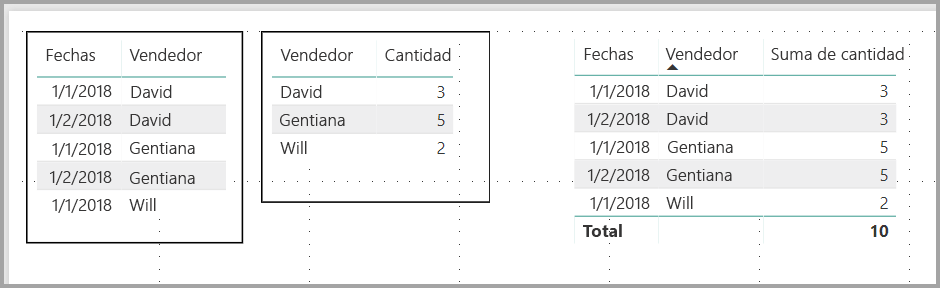 Fechas Vendedor
1/1/2018 David
1/2/2018 David
1/1/2018 Gentiana
1/2/2018 Gentiana
1/1/2018 Will
Vendedor Cantidad
David 3
Gentiana 5
Will 2
Fechas Vendedor Suma de cantidad
1/1/2018 David 3
1/2/2018 David 3
1/1/2018 Gentiana 5
1/2/2018 Gentiana 5
1/1/2018 Will 2
Total 10